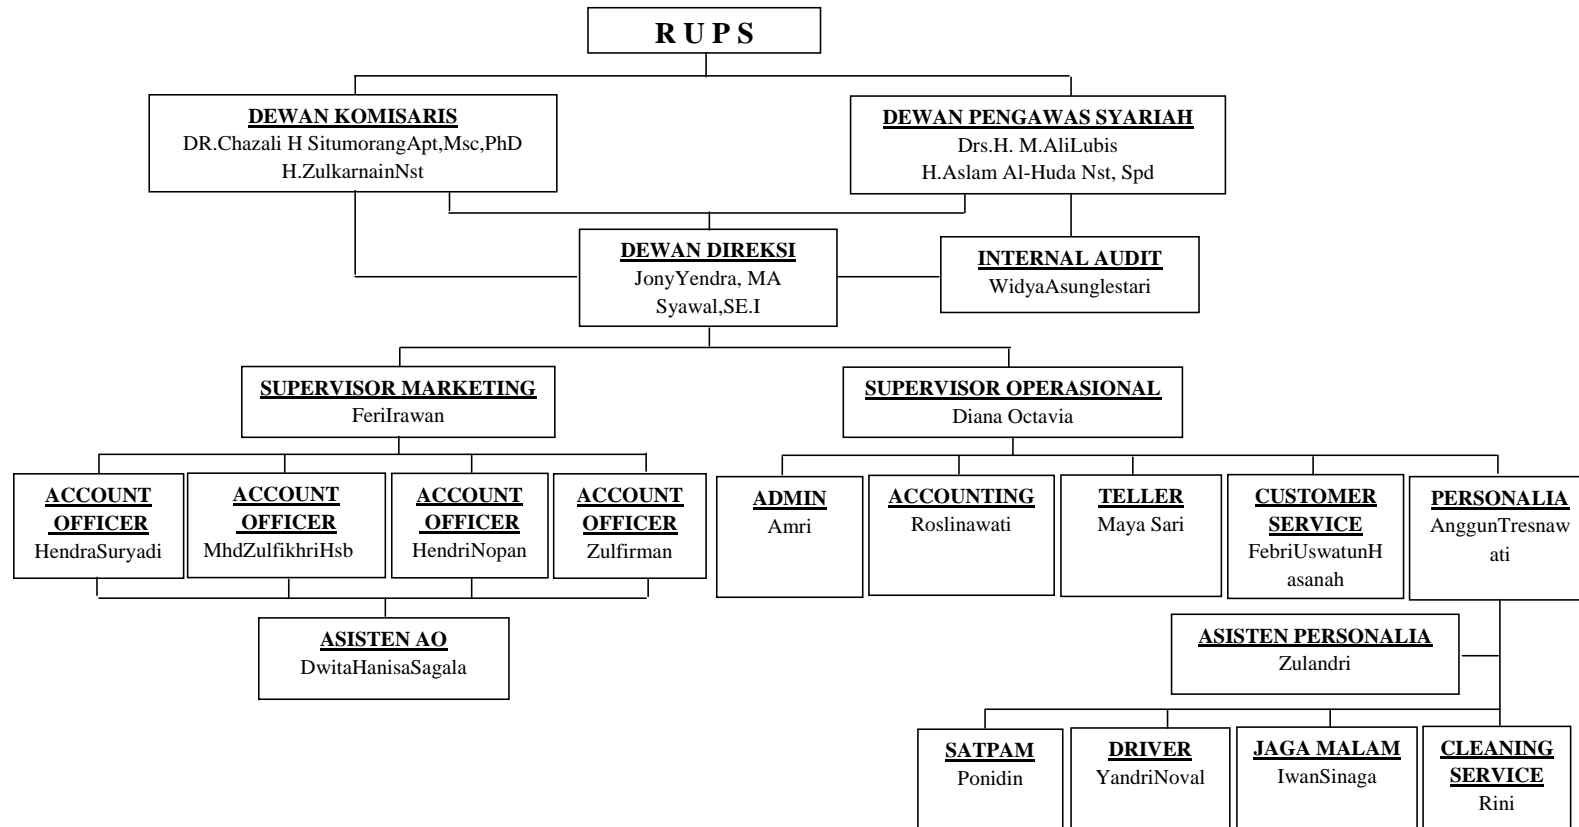 R U P S
DEWAN KOMISARIS
DR.Chazali H SitumorangApt,Msc,PhD
H.ZulkarnainNst
DEWAN PENGAWAS SYARIAH
Drs.H. M.AliLubis
H.Aslam Al-Huda Nst, Spd
DEWAN DIREKSI
JonyYendra, MA
Syawal,SE.I
INTERNAL AUDIT
WidyaAsunglestari
SUPERVISOR MARKETING
FeriIrawan
SUPERVISOR OPERASIONAL
Diana Octavia
ACCOUNT
OFFICER
HendraSuryadi
ACCOUNT
OFFICER
MhdZulfikhriHsb
ACCOUNT
OFFICER
HendriNopan
ACCOUNT
OFFICER
Zulfirman
ADMIN
Amri
ACCOUNTING
Roslinawati
TELLER
Maya Sari
CUSTOMER
SERVICE
FebriUswatunH
asanah
PERSONALIA
AnggunTresnaw
ati
ASISTEN AO
DwitaHanisaSagala
ASISTEN PERSONALIA
Zulandri
SATPAM
Ponidin
DRIVER
YandriNoval
JAGA MALAM
IwanSinaga
CLEANING
SERVICE
Rini